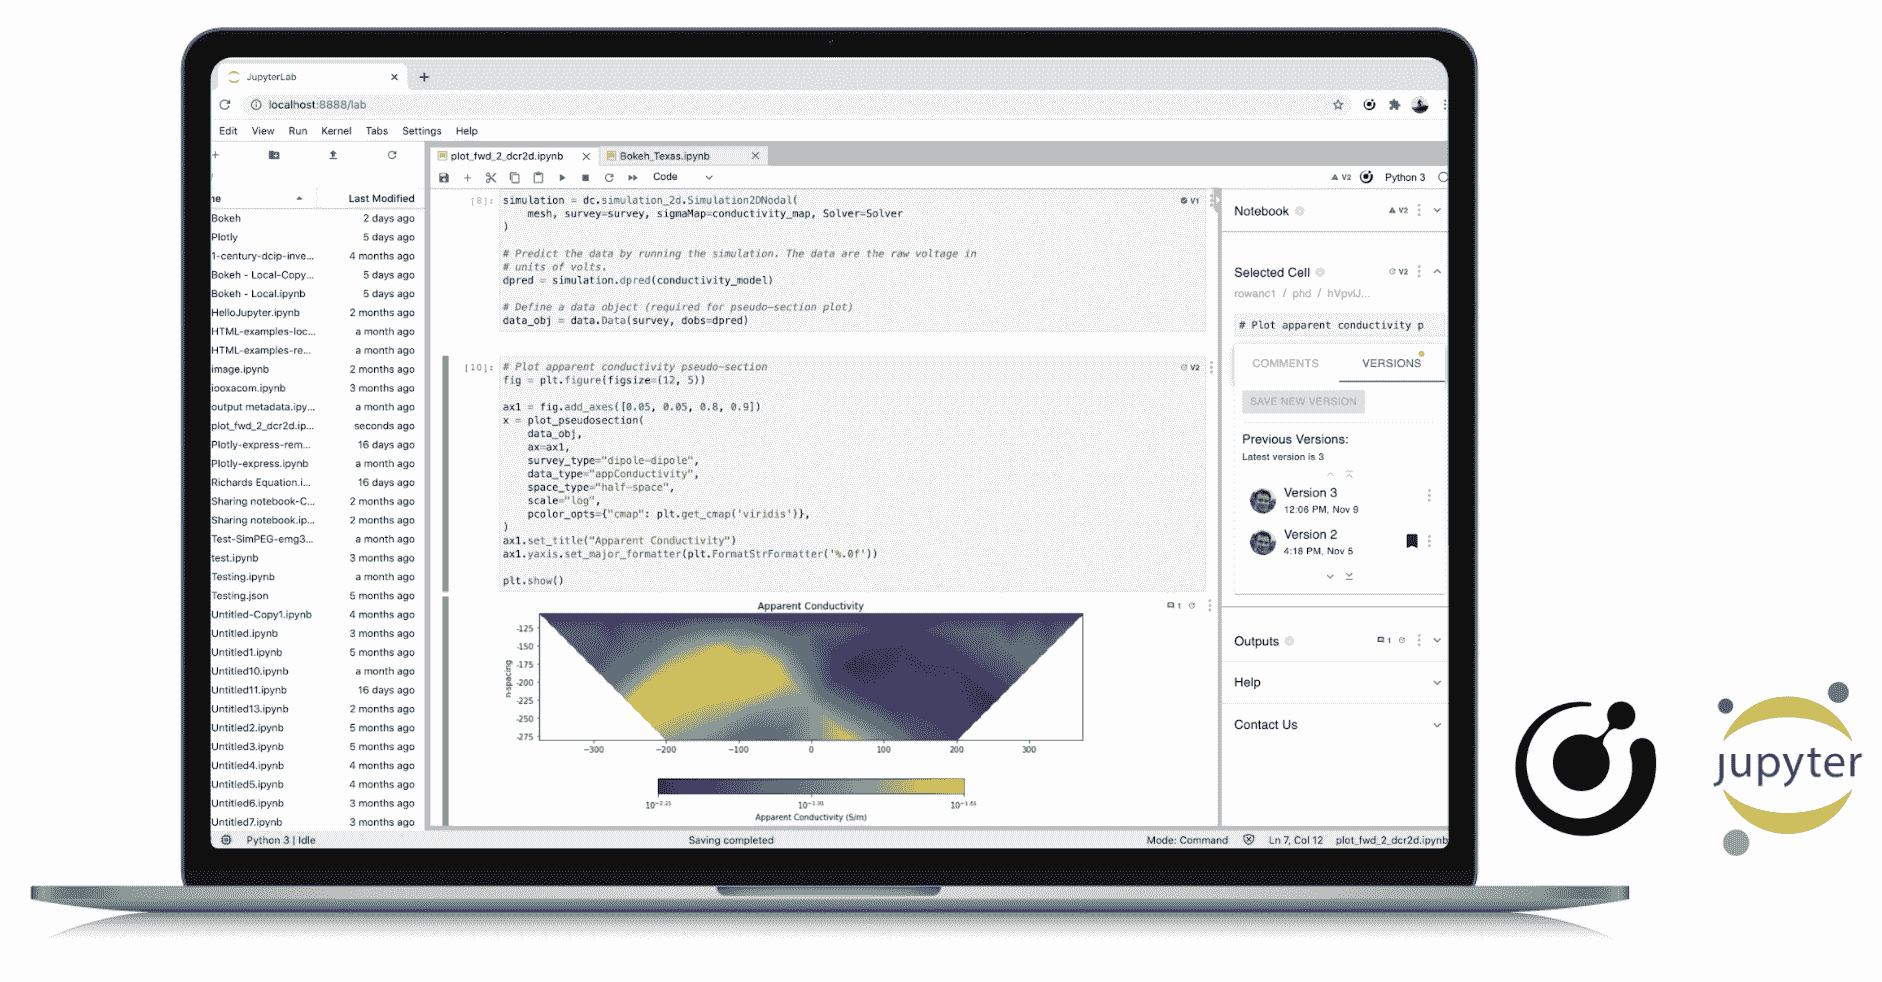 JupyterLab
localhost:8888/lab
Edit View Run Kernel Tabs Settings Help
plot_fwd_2_dcr2d.ipynb
Bokeh_Texas.ipynb
Code
V2
Python 3
Last Modified
Bokeh 2 days ago
Plotly 5 days ago
1-century-dcip-inve... 4 months ago
Bokeh - Local-Copy... 5 days ago
Bokeh - Local.ipynb 5 days ago
HelloJupyter.ipynb 2 months ago
HTML-examples-loc... a month ago
HTML-examples-re... a month ago
image.ipynb 2 months ago
iooxacom.ipynb 3 months ago
output metadata.ipy... a month ago
plot_fwd_2_dcr2d.ip... seconds ago
Plotly-express-rem... 16 days ago
Plotly-express.ipynb a month ago
Richards Equation.i... 16 days ago
Sharing notebook-C... 2 months ago
Sharing notebook.ip... 2 months ago
Test-SimPEG-emg3... a month ago
test.ipynb 3 months ago
Testing.ipynb a month ago
Testing.json 5 months ago
Untitled-Copy1.ipynb 4 months ago
Untitled.ipynb 3 months ago
Untitled1.ipynb 5 months ago
Untitled10.ipynb a month ago
Untitled11.ipynb 16 days ago
Untitled13.ipynb 2 months ago
Untitled2.ipynb 5 months ago
Untitled3.ipynb 5 months ago
Untitled4.ipynb 4 months ago
Untitled5.ipynb 4 months ago
Untitled6.ipynb 3 months ago
Untitled7.ipynb 3 months ago
[8]: simulation = dc.simulation_2d.Simulation2DNodal(
mesh, survey=survey, sigmaMap=conductivity_map, Solver=Solver
)
V1
# Predict the data by running the simulation. The data are the raw voltage in
# units of volts.
dpred = simulation.dpred(conductivity_model)
# Define a data object (required for pseudo-section plot)
data_obj = data.Data(survey, dobs=dpred)
[10]: # Plot apparent conductivity pseudo-section
V2
fig = plt.figure(figsize=(12, 5))
ax1 = fig.add_axes([0.05, 0.05, 0.8, 0.9])
x = plot_pseudosection(
data_obj,
ax=ax1,
survey_type="dipole-dipole",
data_type="appConductivity",
space_type="half-space",
scale="log",
pcolor_opts={"cmap": plt.get_cmap('viridis')},
)
ax1.set_title("Apparent Conductivity")
ax1.yaxis.set_major_formatter(plt.FormatStrFormatter('%.0f'))
plt.show()
Apparent Conductivity
1
n-spacing
-125
-150
-175
-200
-225
-250
-275
-300 -200 -100 0 100 200 300
Apparent Conductivity (S/m)
Notebook V2
Selected Cell V2
rowanc1 / phd / hVpvlJ...
# Plot apparent conductivity p
COMMENTS VERSIONS
SAVE NEW VERSION
Previous Versions:
Latest version is 3
Version 3
12:06 PM, Nov 9
Version 2
4:18 PM, Nov 5
Outputs 1
Help
Contact Us
Python 3 | Idle
Saving completed
Mode: Command
Ln 7, Col 12
plot_fwd_2_dcr2d.ipynb
jupyter